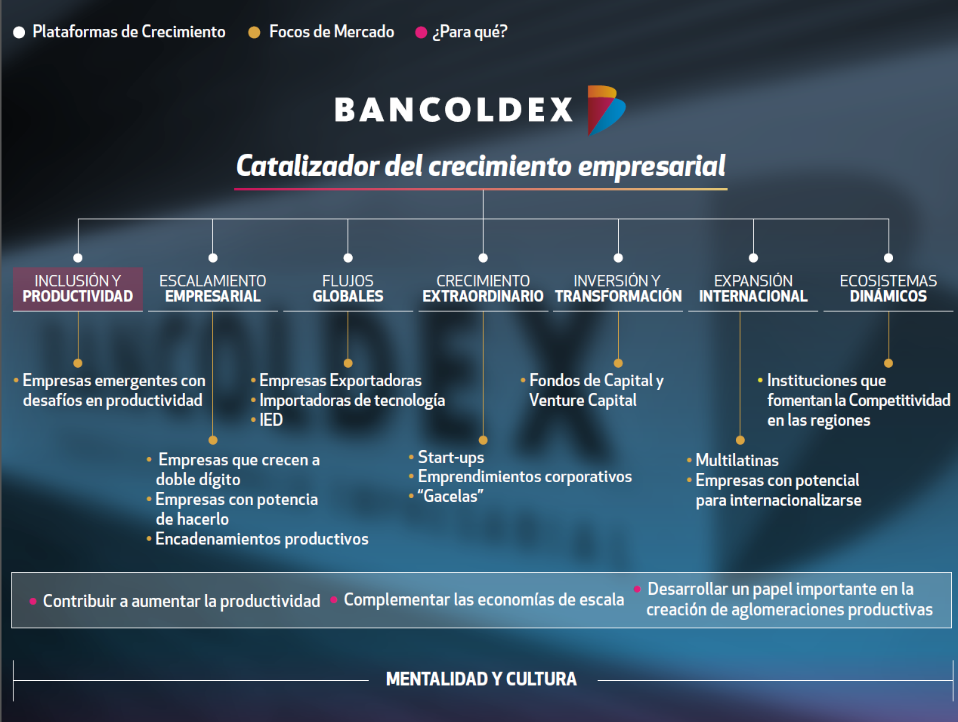 Plataformas de Crecimiento
Focos de Mercado
¿Para qué?
BANCOLDEX
Catalizador del crecimiento empresarial
INCLUSIÓN Y
PRODUCTIVIDAD
ESCALAMIENTO
EMPRESARIAL
FLUJOS
GLOBALES
CRECIMIENTO
EXTRAORDINARIO
INVERSIÓN Y
TRANSFORMACIÓN
EXPANSIÓN
INTERNACIONAL
ECOSISTEMAS
DINÁMICOS
• Empresas emergentes con
desafíos en productividad
• Empresas que crecen a
doble dígito
• Empresas con potencia
de hacerlo
• Encadenamientos productivos
• Empresas Exportadoras
• Importadoras de tecnología
• IED
• Start-ups
• Emprendimientos corporativos
• “Gacelas”
• Fondos de Capital y
Venture Capital
• Multilatinas
• Empresas con potencial
para internacionalizarse
• Instituciones que
fomentan la Competitividad
en las regiones
• Contribuir a aumentar la productividad
• Complementar las economías de escala
• Desarrollar un papel importante en la
creación de aglomeraciones productivas
MENTALIDAD Y CULTURA